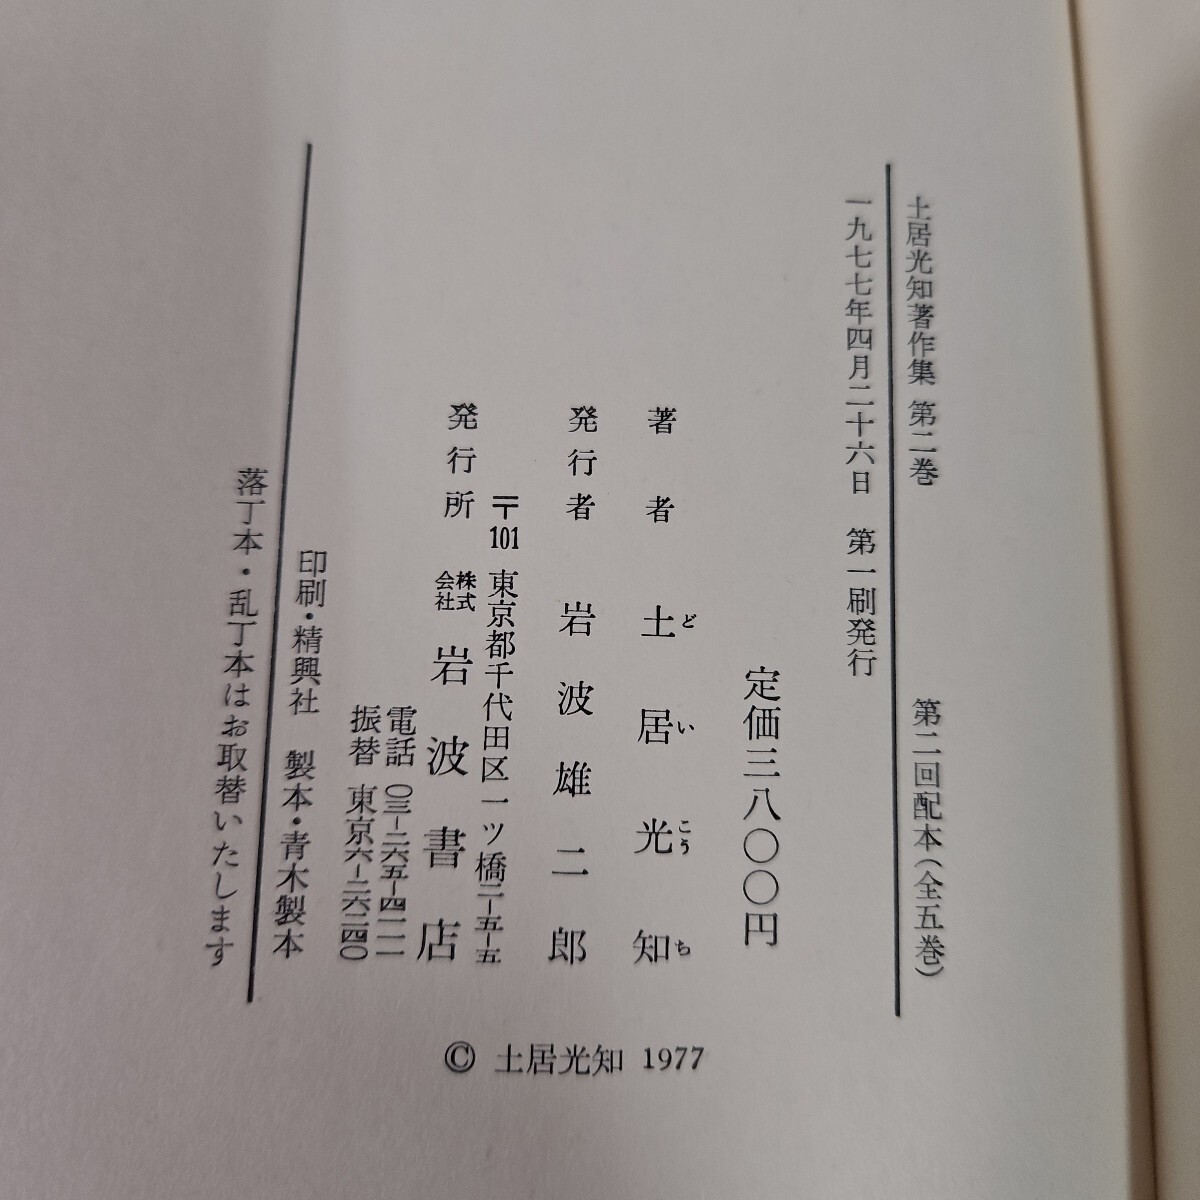 土居光知著作集 第二巻 第二回配本(全五巻)
一九七七年四月二十六日 第一刷発行
定価三八〇〇円
著者 土居光知
ど い こう ち
発行者 岩波雄二郎
〒101 東京都千代田区一ツ橋二-五-五
発行所 株式会社 岩波書店
電話 〇三-二六五-四一一一
振替 東京六-二六二四〇
印刷・精興社 製本・青木製本
落丁本・乱丁本はお取替いたします
© 土居光知 1977